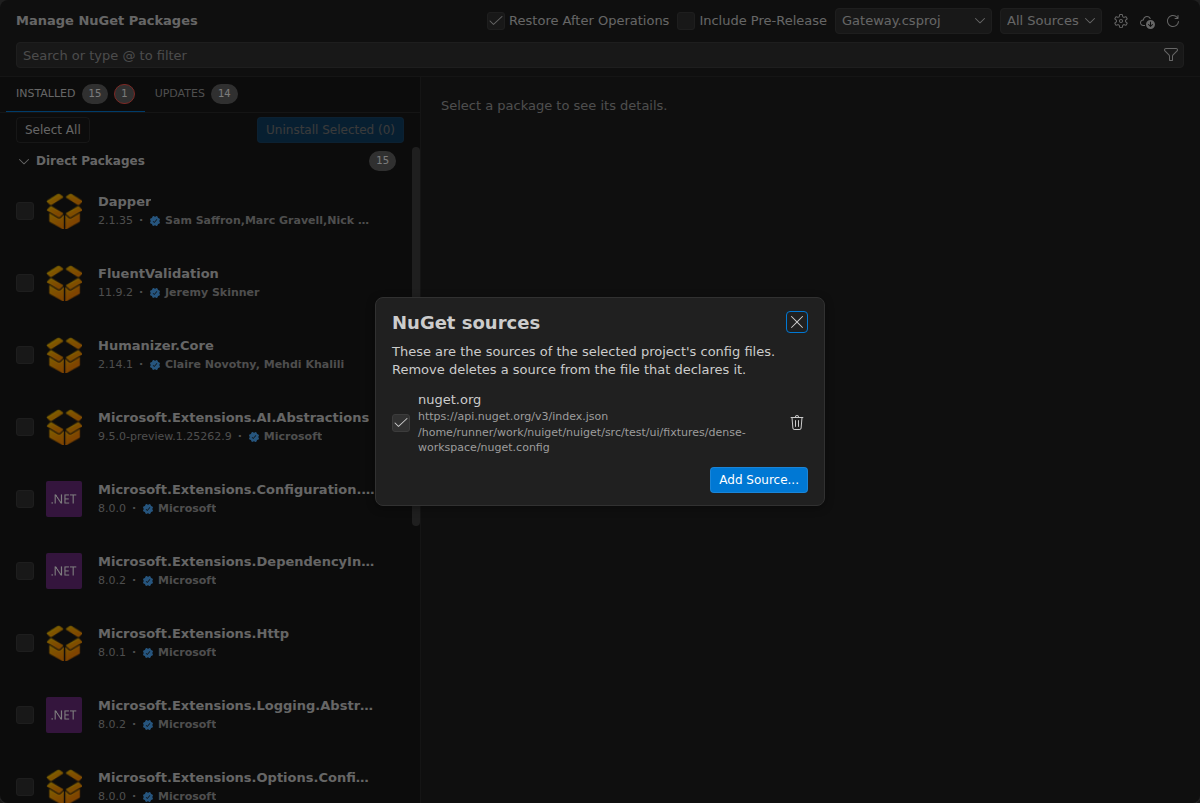 Manage NuGet Packages
Restore After Operations
Include Pre-Release
Gateway.csproj
All Sources
Search or type @ to filter
INSTALLED 15 1 UPDATES 14
Select a package to see its details.
Select All
Uninstall Selected (0)
Direct Packages 15
Dapper
2.1.35 · Sam Saffron,Marc Gravell,Nick ...
FluentValidation
11.9.2 · Jeremy Skinner
Humanizer.Core
2.14.1 · Claire Novotny, Mehdi Khalili
Microsoft.Extensions.AI.Abstractions
9.5.0-preview.1.25262.9 · Microsoft
.NET
Microsoft.Extensions.Configuration....
8.0.0 · Microsoft
.NET
Microsoft.Extensions.DependencyIn...
8.0.2 · Microsoft
Microsoft.Extensions.Http
8.0.1 · Microsoft
.NET
Microsoft.Extensions.Logging.Abstr...
8.0.2 · Microsoft
Microsoft.Extensions.Options.Confi...
8.0.0 · Microsoft
NuGet sources
These are the sources of the selected project's config files.
Remove deletes a source from the file that declares it.
nuget.org
https://api.nuget.org/v3/index.json
/home/runner/work/nuiget/nuiget/src/test/ui/fixtures/dense-
workspace/nuget.config
Add Source...